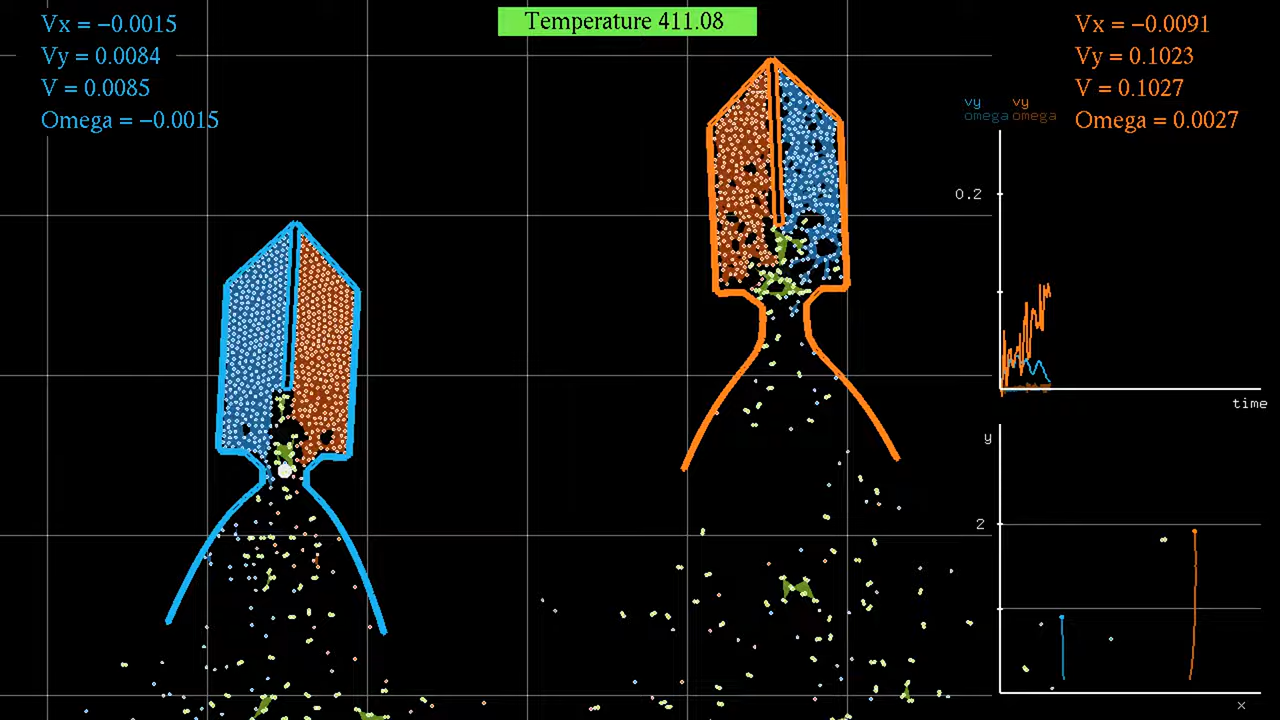 Vx = −0.0015
Vy = 0.0084
V = 0.0085
Omega = −0.0015
Temperature 411.08
Vx = −0.0091
Vy = 0.1023
V = 0.1027
Omega = 0.0027
vy vy
omega omega
0.2
time
y
2
x